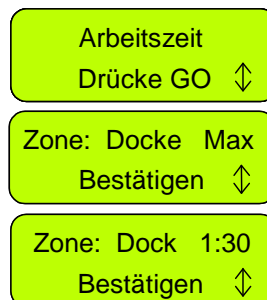 Arbeitszeit
Drücke GO ↕
Zone: Docke Max
Bestätigen ↕
Zone: Dock 1:30
Bestätigen ↕